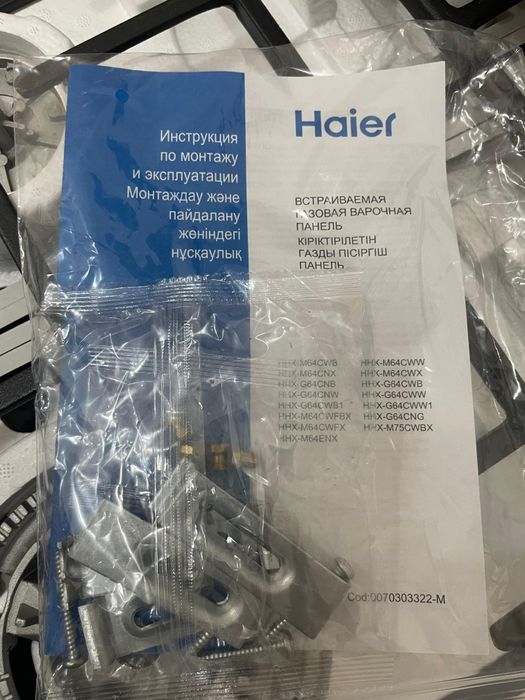 Инструкция
по монтажу
и эксплуатации
Монтаждау және
пайдалану
жөніндегі
нұсқаулық
Haier
ВСТРАИВАЕМАЯ
ГАЗОВАЯ ВАРОЧНАЯ
ПАНЕЛЬ
КІРІКТІРІЛЕТІН
ГАЗДЫ ПІСІРГІШ
ПАНЕЛЬ
HHX-M64CWB HHX-M64CWW
HHX-M64CNX HHX-M64CWX
HHX-G64CNB HHX-G64CWB
HHX-G64CNW HHX-G64CWW
HHX-G64CWB1 HHX-G64CWW1
HHX-M64CWFBX HHX-G64CNG
HHX-M64CWFX HHX-M75CWBX
HHX-M64ENX
Cod:0070303322-M